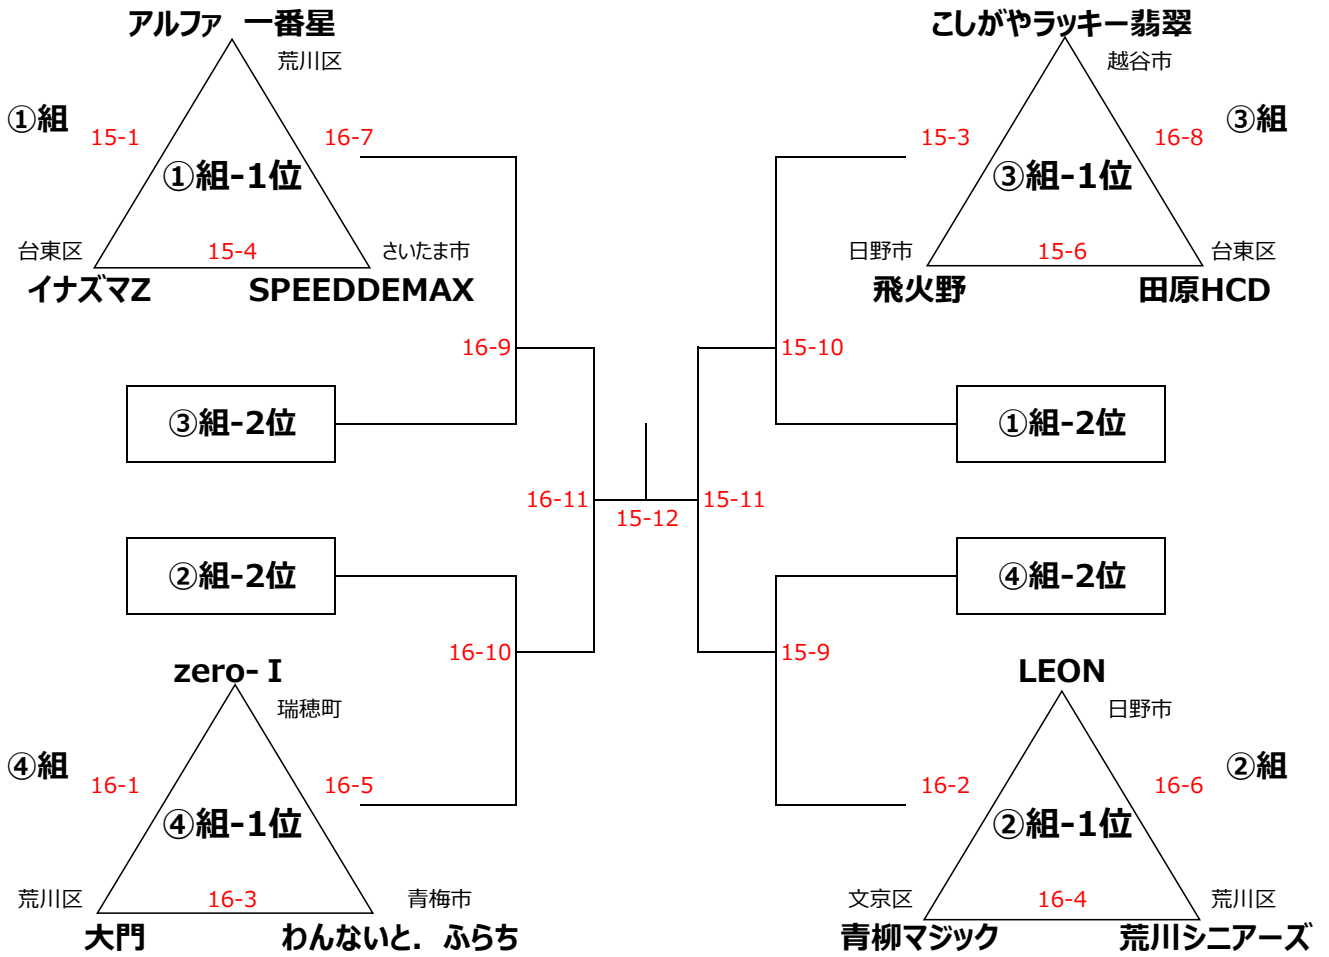 アルファ　一番星
荒川区
①組
15-1
16-7
①組-1位
台東区
15-4
さいたま市
イナズマZ
SPEEDDEMAX
こしがやラッキー翡翠
越谷市
15-3
16-8
③組
③組-1位
日野市
15-6
台東区
飛火野
田原HCD
16-9
15-10
③組-2位
①組-2位
16-11
15-12
15-11
②組-2位
④組-2位
16-10
15-9
zero-Ⅰ
瑞穂町
④組
16-1
16-5
④組-1位
荒川区
16-3
青梅市
大門
わんないと．ふらち
LEON
日野市
16-2
16-6
②組
②組-1位
文京区
16-4
荒川区
青柳マジック
荒川シニアーズ